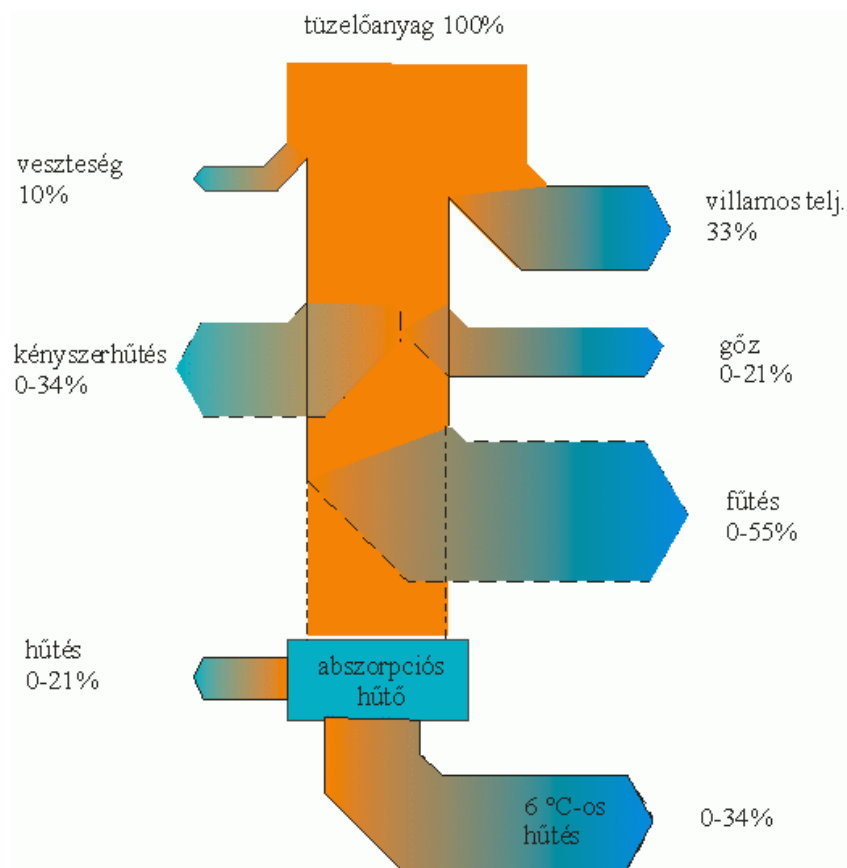 tüzelőanyag 100%
veszteség
10%
villamos telj.
33%
kényszerhűtés
0-34%
gőz
0-21%
fűtés
0-55%
hűtés
0-21%
abszorpciós
hűtő
6 °C-os
hűtés
0-34%